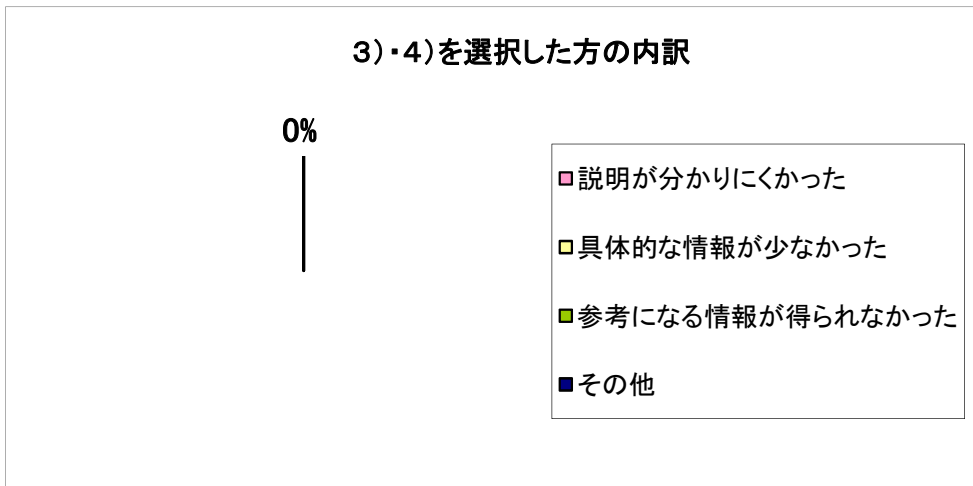 3)・4)を選択した方の内訳
0%
説明が分かりにくかった
具体的な情報が少なかった
参考になる情報が得られなかった
その他